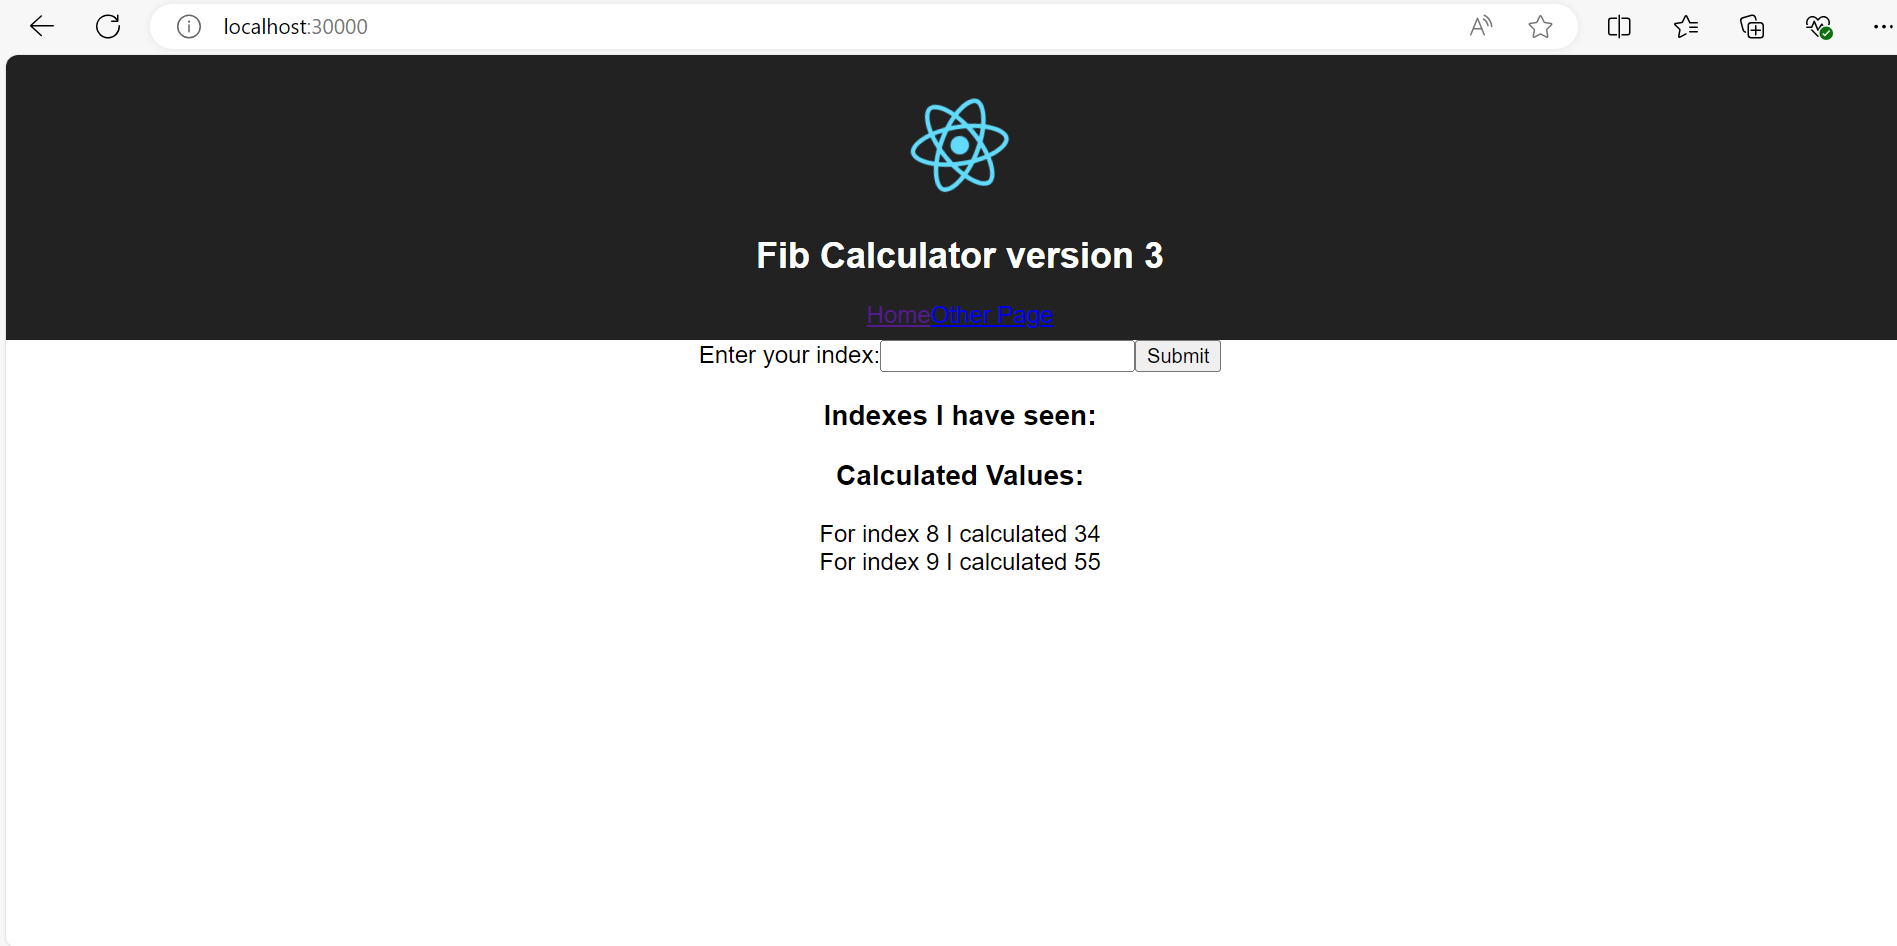 localhost:30000
Fib Calculator version 3
HomeOther Page
Enter your index: Submit
Indexes I have seen:
Calculated Values:
For index 8 I calculated 34
For index 9 I calculated 55